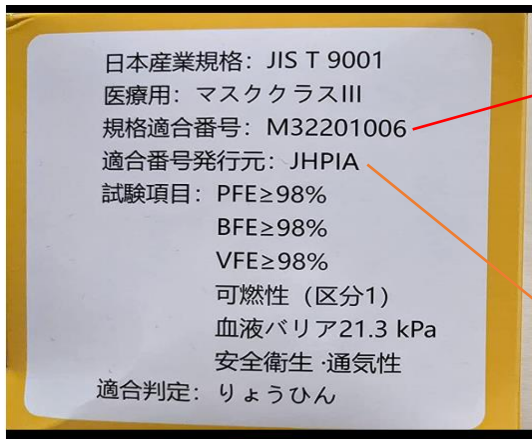 日本産業規格：JIS T 9001
医療用：マスククラスIII
規格適合番号：M32201006
適合番号発行元：JHPIA
試験項目：PFE≥98%
BFE≥98%
VFE≥98%
可燃性（区分1）
血液バリア21.3 kPa
安全衛生·通気性
適合判定：りょうひん